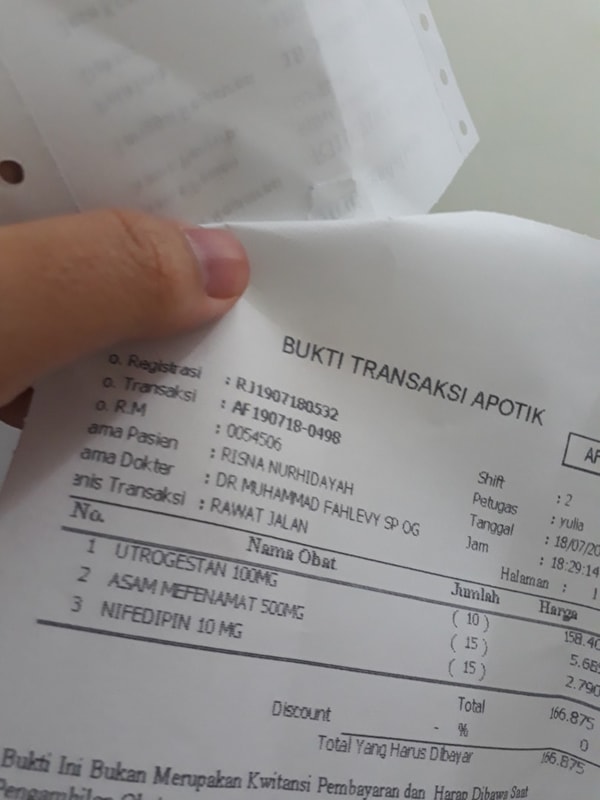 BUKTI TRANSAKSI APOTIK
o. Registrasi : RJ1907180532
o. Transaksi : AF190718-0498
o. R.M : 0054506
ama Pasien : RISNA NURHIDAYAH
ama Dokter : DR MUHAMMAD FAHLEVY SP OG
enis Transaksi : RAWAT JALAN
AF
Shift : 2
Petugas : yulia
Tanggal : 18/07/20
Jam : 18:29:14
Halaman : 1
No. Nama Obat Jumlah Harga
1 UTROGESTAN 100MG ( 10 ) 158.40
2 ASAM MEFENAMAT 500MG ( 15 ) 5.68
3 NIFEDIPIN 10 MG ( 15 ) 2.790
Total 166.875
Discount - % 0
Total Yang Harus Dibayar 166.875
Bukti Ini Bukan Merupakan Kwitansi Pembayaran dan Harap Dibawa Saat
Pengambilan